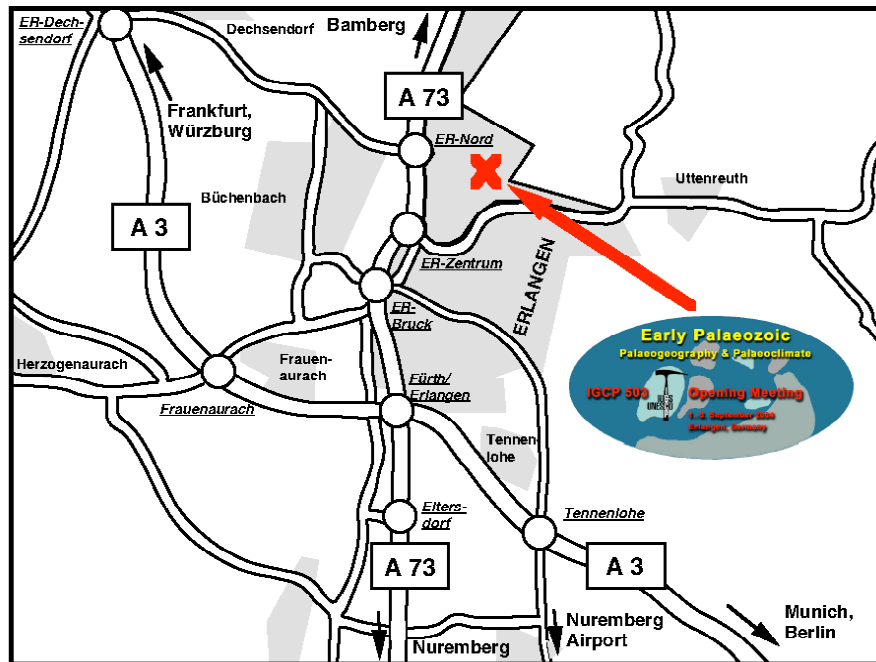 ER-Dech-
sendorf
Dechsendorf
Bamberg
A 73
Frankfurt,
Würzburg
ER-Nord
Büchenbach
Uttenreuth
A 3
ER-Zentrum
ERLANGEN
ER-
Bruck
Early Palaeozoic
Palaeogeography & Palaeoclimate
IGCP 503
Opening Meeting
Erlangen, Germany
Herzogenaurach
Frauen-
aurach
Fürth/
Erlangen
Frauenaurach
Tennen-
lohe
Elters-
dorf
Tennenlohe
A 73
A 3
Nuremberg
Nuremberg
Airport
Munich,
Berlin